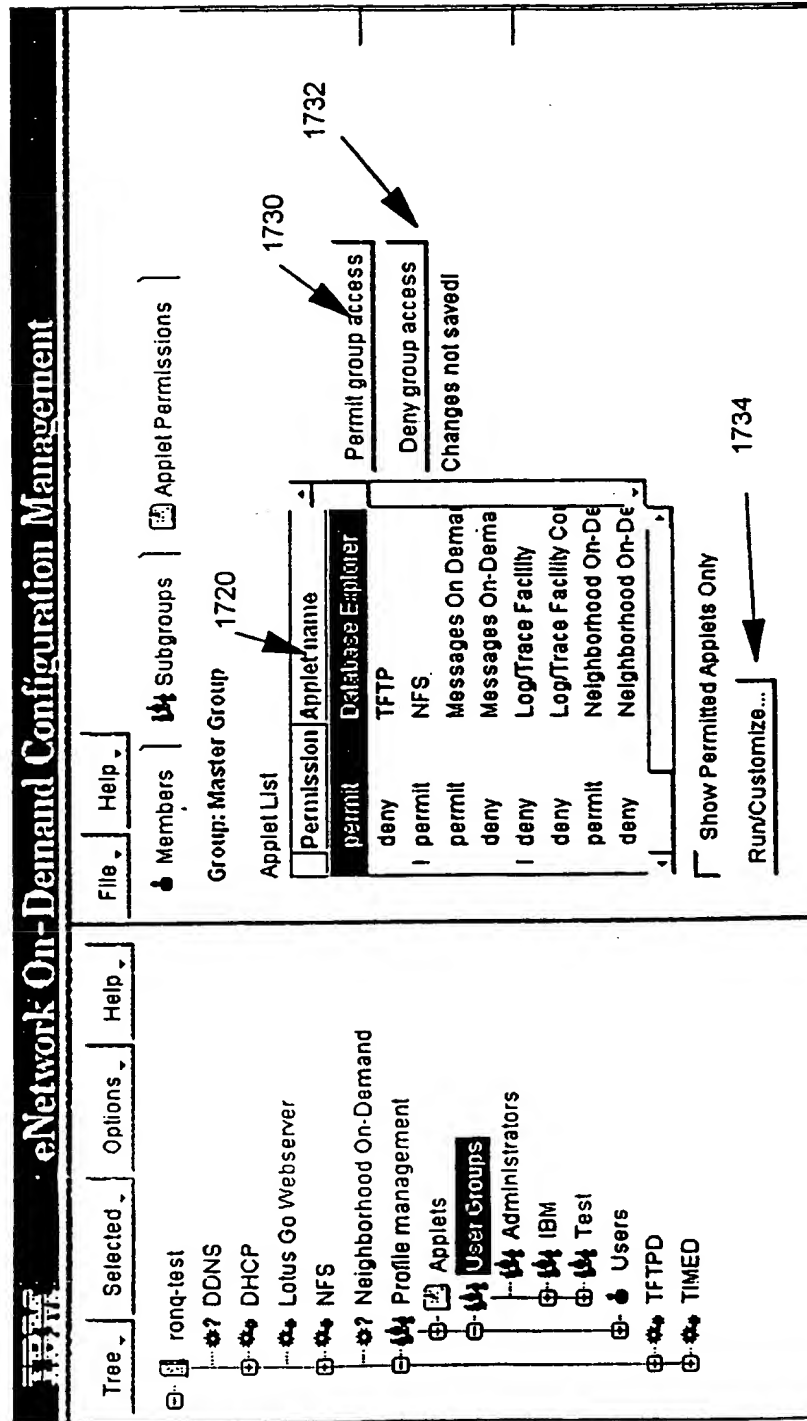 IBM eNetwork On-Demand Configuration Management
Tree Selected Options Help
ronq-test
? DDNS
DHCP
Lotus Go Webserver
NFS
? Neighborhood On-Demand
Profile management
Applets
User Groups
Administrators
IBM
Test
Users
TFTPD
TIMED
File Help
Members Subgroups Applet Permissions
Group: Master Group
Applet List
1720
Permission Applet name
permit Database Explorer
deny TFTP
! permit NFS
permit Messages On Deman
deny Messages On-Dema
! deny Log/Trace Facility
deny Log/Trace Facility Co
permit Neighborhood On-De
deny Neighborhood On-De
Show Permitted Applets Only
Run/Customize...
1734
1730
Permit group access
1732
Deny group access
Changes not saved!